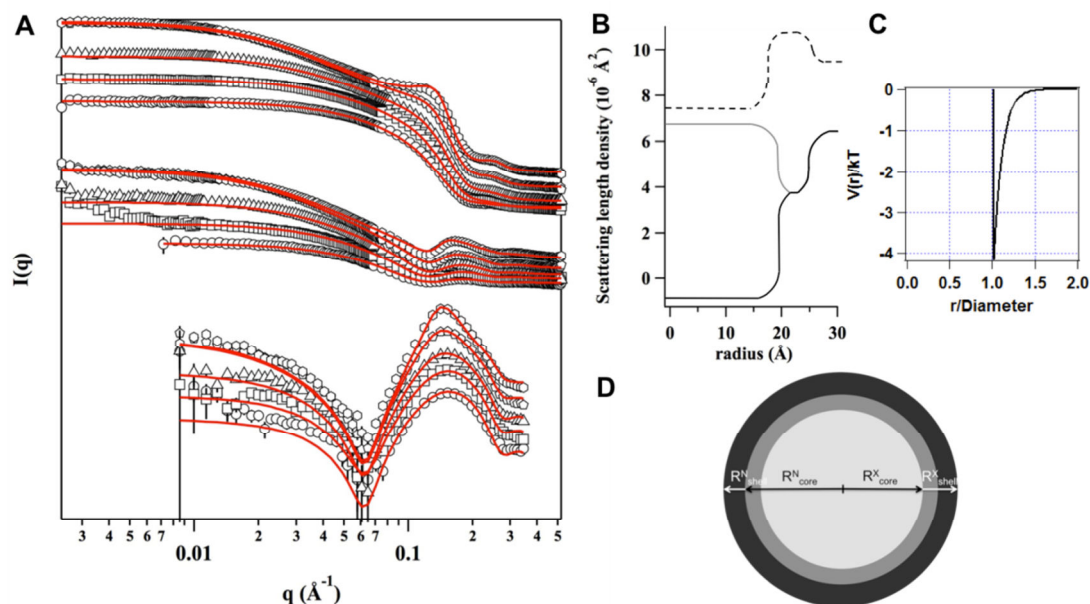 A
I(q)
3 4 5 6 7 2 3 4 5 6 7 2 3 4 5
0.01 0.1
q (Å⁻¹)
B
Scattering length density (10⁻⁶ Å²)
10
8
6
4
2
0
0 10 20 30
radius (Å)
C
V(r)/kT
0
-1
-2
-3
-4
0.0 0.5 1.0 1.5 2.0
r/Diameter
D
Rᴺshell Rᴺcore Rˣcore Rˣshell